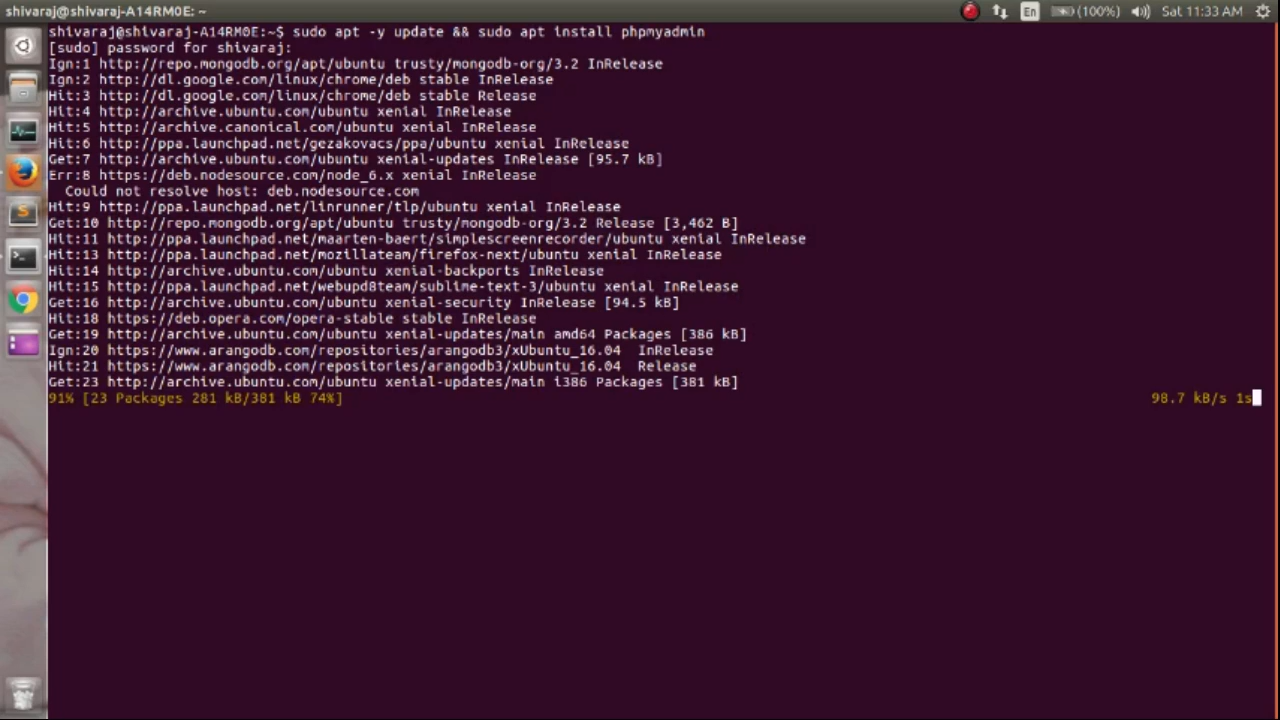 shivaraj@shivaraj-A14RM0E: ~
En
(100%)
Sat 11:33 AM
shivaraj@shivaraj-A14RM0E:~$ sudo apt -y update && sudo apt install phpmyadmin
[sudo] password for shivaraj:
Ign:1 http://repo.mongodb.org/apt/ubuntu trusty/mongodb-org/3.2 InRelease
Ign:2 http://dl.google.com/linux/chrome/deb stable InRelease
Hit:3 http://dl.google.com/linux/chrome/deb stable Release
Hit:4 http://archive.ubuntu.com/ubuntu xenial InRelease
Hit:5 http://archive.canonical.com/ubuntu xenial InRelease
Hit:6 http://ppa.launchpad.net/gezakovacs/ppa/ubuntu xenial InRelease
Get:7 http://archive.ubuntu.com/ubuntu xenial-updates InRelease [95.7 kB]
Err:8 https://deb.nodesource.com/node_6.x xenial InRelease
  Could not resolve host: deb.nodesource.com
Hit:9 http://ppa.launchpad.net/linrunner/tlp/ubuntu xenial InRelease
Get:10 http://repo.mongodb.org/apt/ubuntu trusty/mongodb-org/3.2 Release [3,462 B]
Hit:11 http://ppa.launchpad.net/maarten-baert/simplescreenrecorder/ubuntu xenial InRelease
Hit:13 http://ppa.launchpad.net/mozillateam/firefox-next/ubuntu xenial InRelease
Hit:14 http://archive.ubuntu.com/ubuntu xenial-backports InRelease
Hit:15 http://ppa.launchpad.net/webupd8team/sublime-text-3/ubuntu xenial InRelease
Get:16 http://archive.ubuntu.com/ubuntu xenial-security InRelease [94.5 kB]
Hit:18 https://deb.opera.com/opera-stable stable InRelease
Get:19 http://archive.ubuntu.com/ubuntu xenial-updates/main amd64 Packages [386 kB]
Ign:20 https://www.arangodb.com/repositories/arangodb3/xUbuntu_16.04  InRelease
Hit:21 https://www.arangodb.com/repositories/arangodb3/xUbuntu_16.04  Release
Get:23 http://archive.ubuntu.com/ubuntu xenial-updates/main i386 Packages [381 kB]
91% [23 Packages 281 kB/381 kB 74%] 98.7 kB/s 1s